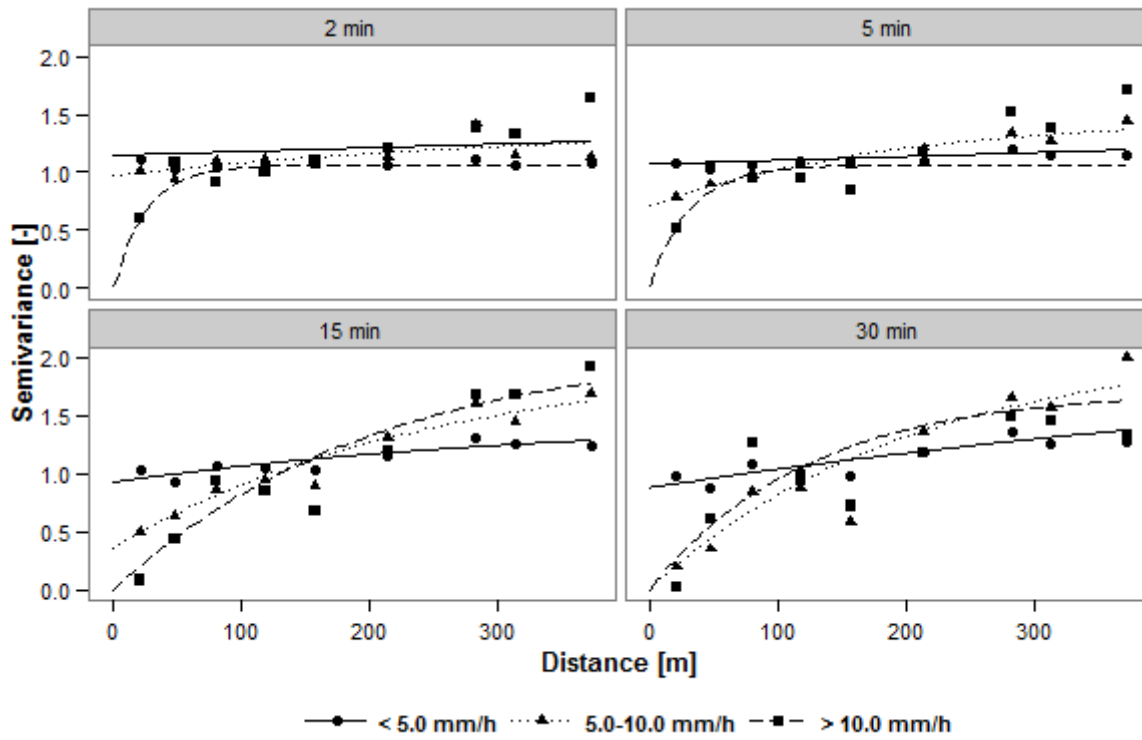 2 min
5 min
2.0
1.5
1.0
0.5
0.0
15 min
30 min
2.0
1.5
1.0
0.5
0.0
Semivariance [-]
0 100 200 300 0 100 200 300
Distance [m]
< 5.0 mm/h 5.0-10.0 mm/h > 10.0 mm/h